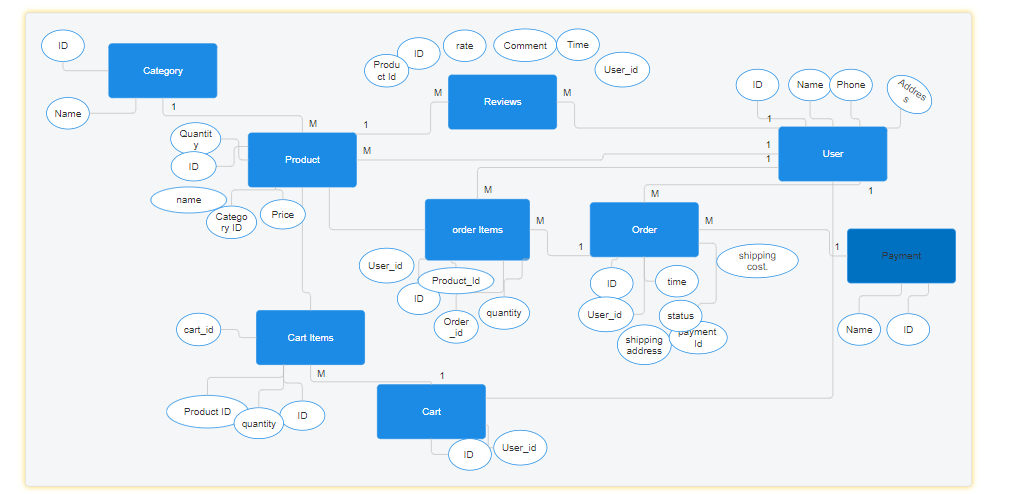 ID
Category
Name
1
M
Produ
ct Id
ID
rate
Comment
Time
User_id
M
Reviews
M
ID
Name
Phone
Addres
s
1
User
1
1
1
Quantit
y
ID
name
Catego
ry ID
Price
Product
1
M
M
order Items
M
User_id
ID
Product_Id
Order
_id
quantity
1
M
Order
M
ID
User_id
shipping
address
time
status
payment
Id
shipping
cost.
1
Payment
Name
ID
cart_id
Cart Items
M
Product ID
quantity
ID
1
Cart
ID
User_id